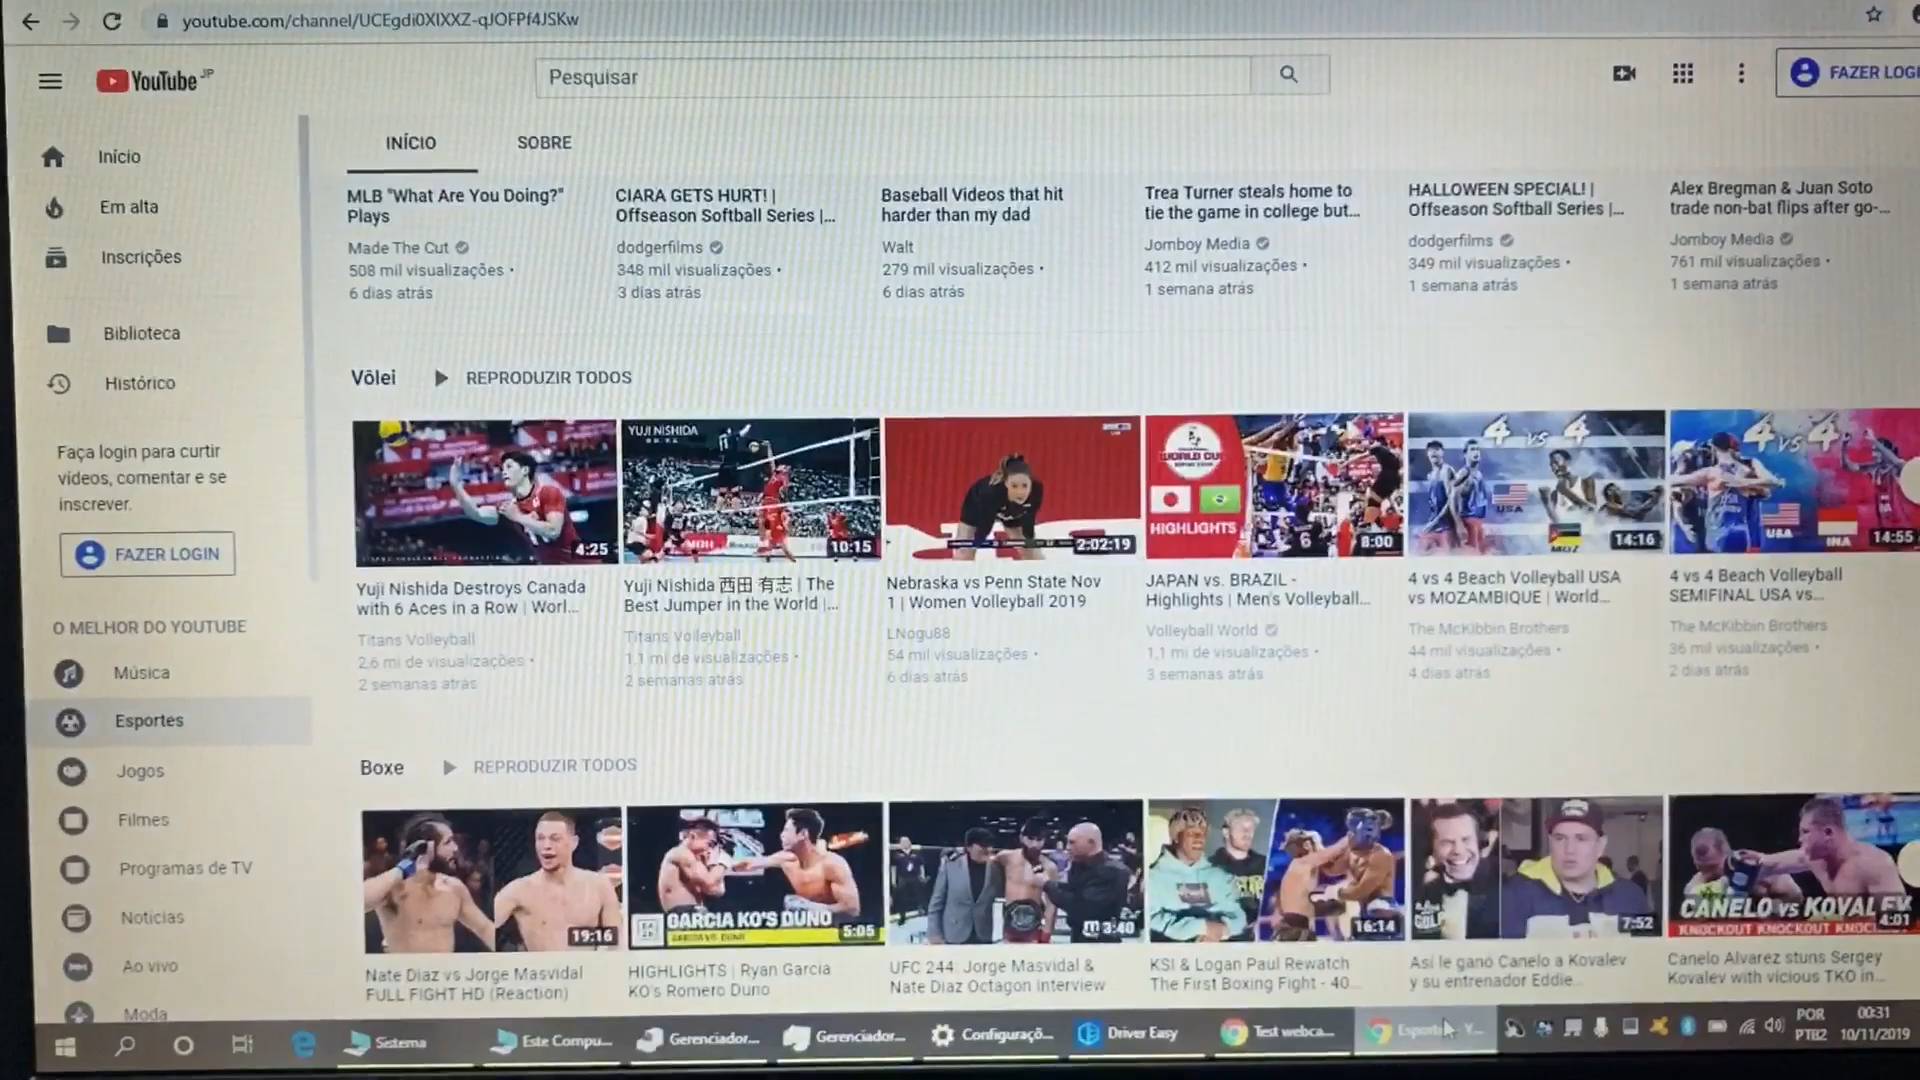 youtube.com/channel/UCEgdi0XIXXZ-qJOFPf4JSKw
YouTube JP
Pesquisar
FAZER LOGI
Início
Em alta
Inscrições
Biblioteca
Histórico
Faça login para curtir
vídeos, comentar e se
inscrever.
FAZER LOGIN
O MELHOR DO YOUTUBE
Música
Esportes
Jogos
Filmes
Programas de TV
Notícias
Ao vivo
Moda
INÍCIO
SOBRE
MLB "What Are You Doing?"
Plays
Made The Cut
508 mil visualizações •
6 dias atrás
CIARA GETS HURT! |
Offseason Softball Series |...
dodgerfilms
348 mil visualizações •
3 dias atrás
Baseball Videos that hit
harder than my dad
Walt
279 mil visualizações •
6 dias atrás
Trea Turner steals home to
tie the game in college but...
Jomboy Media
412 mil visualizações •
1 semana atrás
HALLOWEEN SPECIAL! |
Offseason Softball Series |...
dodgerfilms
349 mil visualizações •
1 semana atrás
Alex Bregman & Juan Soto
trade non-bat flips after go-...
Jomboy Media
761 mil visualizações •
1 semana atrás
Vôlei
REPRODUZIR TODOS
4:25
YUJI NISHIDA
10:15
2:02:19
WORLD CUP
HIGHLIGHTS
8:00
4 VS 4
USA
MOZ
14:16
4 VS 4
USA
INA
14:55
Yuji Nishida Destroys Canada
with 6 Aces in a Row | Worl...
Titans Volleyball
2,6 mi de visualizações •
2 semanas atrás
Yuji Nishida 西田 有志 | The
Best Jumper in the World |...
Titans Volleyball
1,1 mi de visualizações •
2 semanas atrás
Nebraska vs Penn State Nov
1 | Women Volleyball 2019
LNogu88
54 mil visualizações •
6 dias atrás
JAPAN vs. BRAZIL -
Highlights | Men's Volleyball...
Volleyball World
1,1 mi de visualizações •
3 semanas atrás
4 vs 4 Beach Volleyball USA
vs MOZAMBIQUE | World...
The McKibbin Brothers
44 mil visualizações •
4 dias atrás
4 vs 4 Beach Volleyball
SEMIFINAL USA vs...
The McKibbin Brothers
36 mil visualizações •
2 dias atrás
Boxe
REPRODUZIR TODOS
19:16
GARCIA KO'S DUNO
5:05
3:40
16:14
7:52
CANELO vs KOVALEV
KNOCKOUT KNOCKOUT
4:01
Nate Diaz vs Jorge Masvidal
FULL FIGHT HD (Reaction)
HIGHLIGHTS | Ryan Garcia
KO's Romero Duno
UFC 244: Jorge Masvidal &
Nate Diaz Octagon Interview
KSI & Logan Paul Rewatch
The First Boxing Fight - 40...
Así le ganó Canelo a Kovalev
y su entrenador Eddie...
Canelo Alvarez stuns Sergey
Kovalev with vicious TKO in...
Sistema
Este Compu...
Gerenciador...
Gerenciador...
Configuraçõ...
Driver Easy
Test webca...
POR
PTB2
00:31
10/11/2019